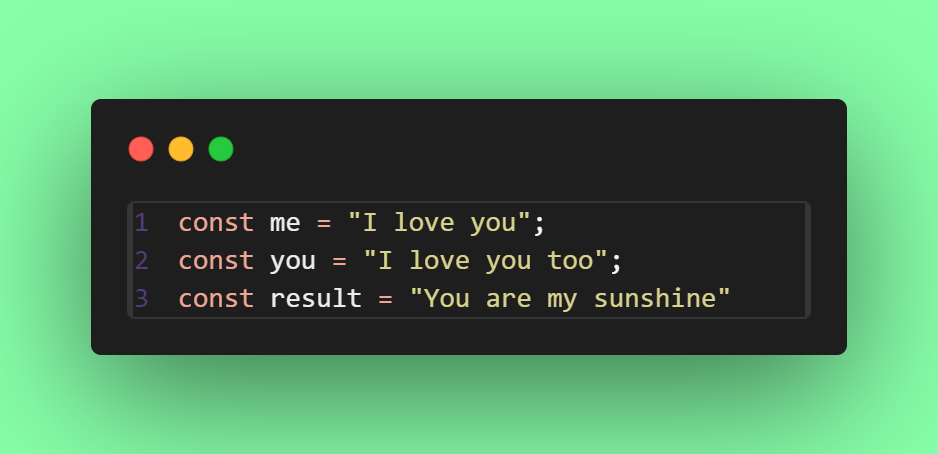 1 const me = "I love you";
2 const you = "I love you too";
3 const result = "You are my sunshine"